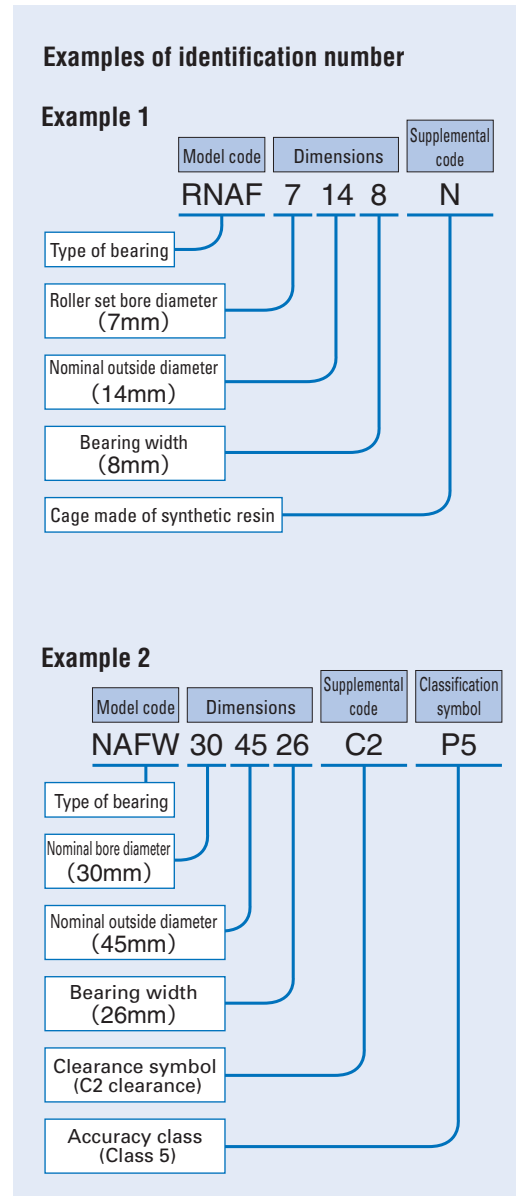 Examples of identification number
Example 1
Supplemental
code
Model code
Dimensions
RNAF 7 14 8 N
Type of bearing
Roller set bore diameter
（7mm）
Nominal outside diameter
（14mm）
Bearing width
（8mm）
Cage made of synthetic resin
Example 2
Model code
Dimensions
Supplemental
code
Classification
symbol
NAFW 30 45 26 C2 P5
Type of bearing
Nominal bore diameter
（30mm）
Nominal outside diameter
（45mm）
Bearing width
（26mm）
Clearance symbol
(C2 clearance)
Accuracy class
(Class 5)